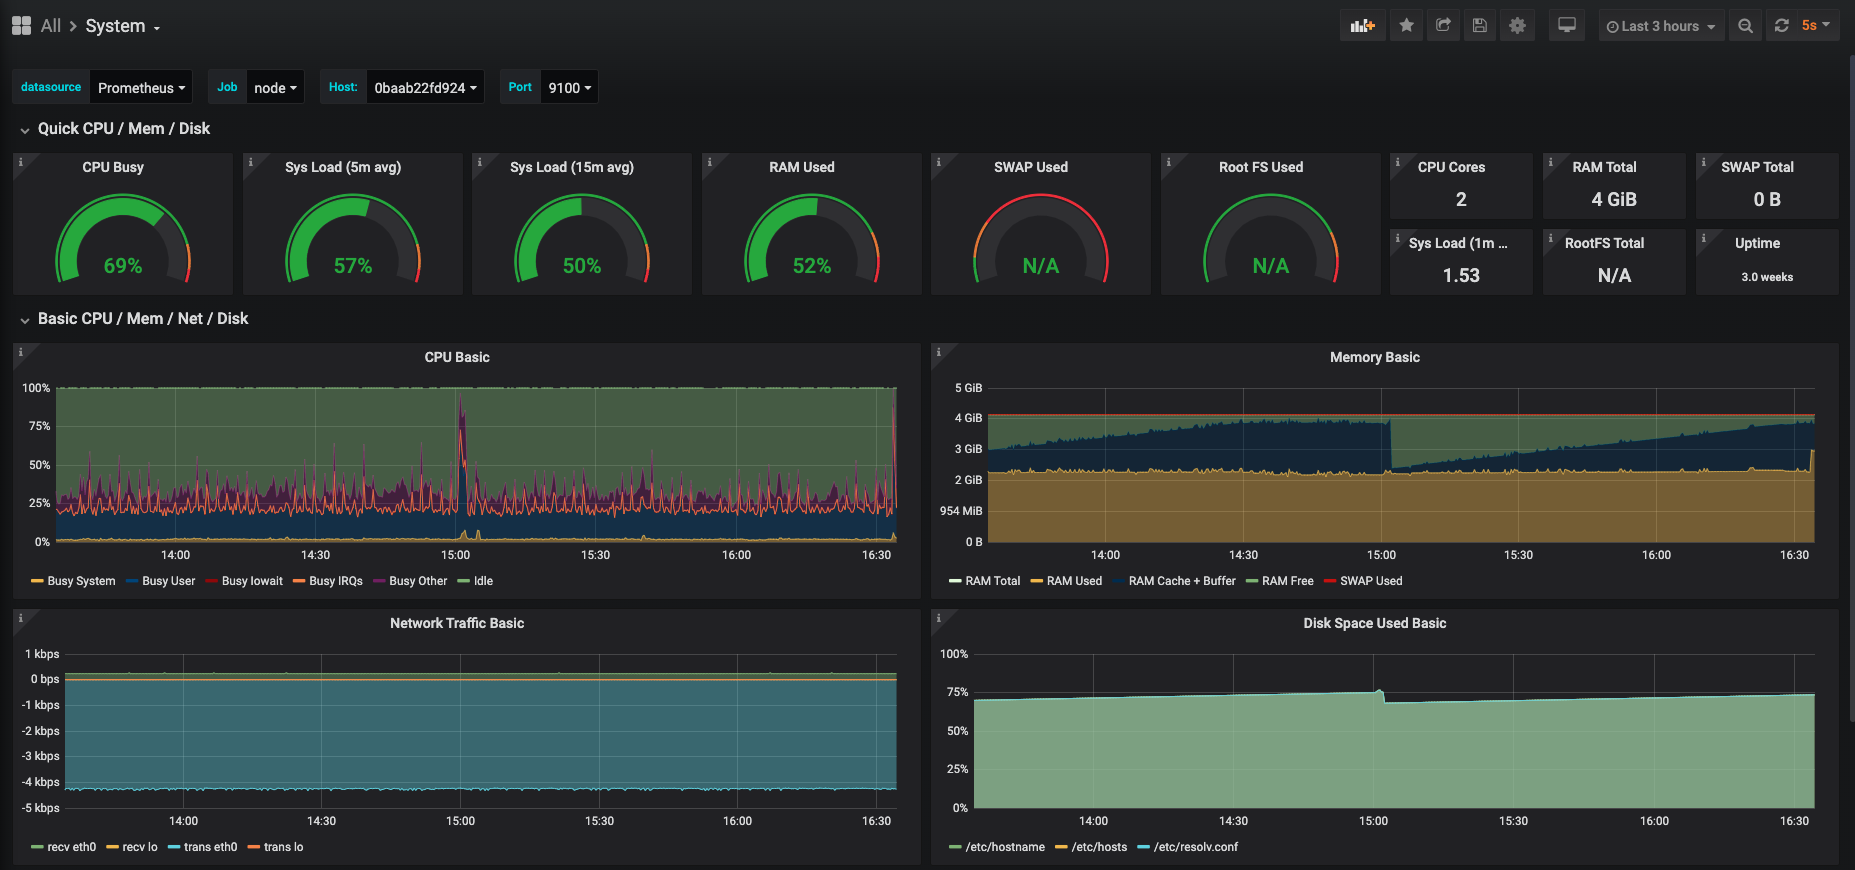 All > System
Last 3 hours 5s
datasource Prometheus Job node Host: 0baab22fd924 Port 9100
Quick CPU / Mem / Disk
CPU Busy
69%
Sys Load (5m avg)
57%
Sys Load (15m avg)
50%
RAM Used
52%
SWAP Used
N/A
Root FS Used
N/A
CPU Cores
2
RAM Total
4 GiB
SWAP Total
0 B
Sys Load (1m ...
1.53
RootFS Total
N/A
Uptime
3.0 weeks
Basic CPU / Mem / Net / Disk
CPU Basic
100%
75%
50%
25%
0%
14:00 14:30 15:00 15:30 16:00 16:30
Busy System Busy User Busy Iowait Busy IRQs Busy Other Idle
Memory Basic
5 GiB
4 GiB
3 GiB
2 GiB
954 MiB
0 B
14:00 14:30 15:00 15:30 16:00 16:30
RAM Total RAM Used RAM Cache + Buffer RAM Free SWAP Used
Network Traffic Basic
1 kbps
0 bps
-1 kbps
-2 kbps
-3 kbps
-4 kbps
-5 kbps
14:00 14:30 15:00 15:30 16:00 16:30
recv eth0 recv lo trans eth0 trans lo
Disk Space Used Basic
100%
75%
50%
25%
0%
14:00 14:30 15:00 15:30 16:00 16:30
/etc/hostname /etc/hosts /etc/resolv.conf